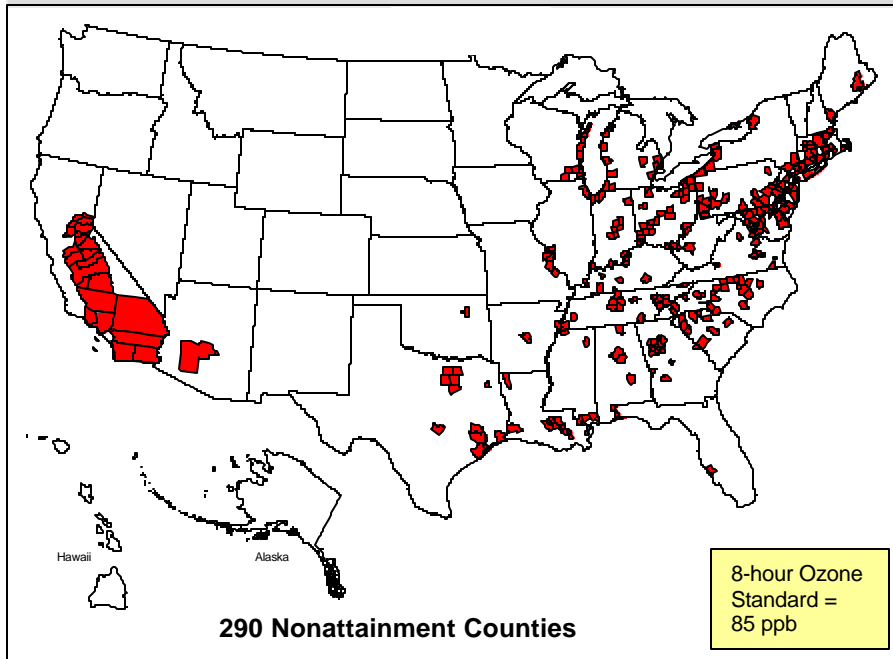 Hawaii
Alaska
8-hour Ozone
Standard =
85 ppb
290 Nonattainment Counties